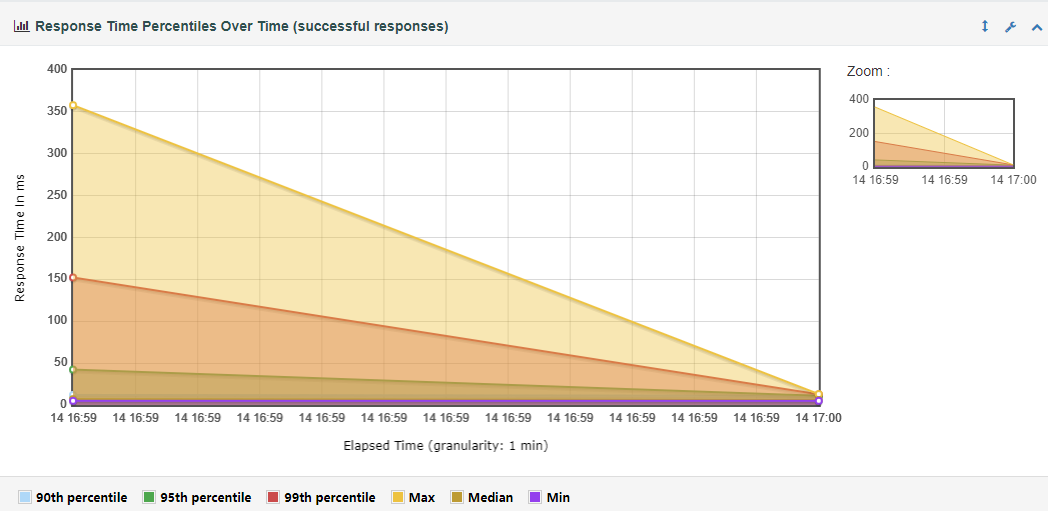 Response Time Percentiles Over Time (successful responses)
Zoom :
400
350
300
250
200
150
100
50
0
Response Time in ms
14 16:59 14 16:59 14 16:59 14 16:59 14 16:59 14 16:59 14 16:59 14 16:59 14 16:59 14 16:59 14 16:59 14 16:59 14 17:00
Elapsed Time (granularity: 1 min)
400
200
0
14 16:59 14 16:59 14 17:00
90th percentile 95th percentile 99th percentile Max Median Min